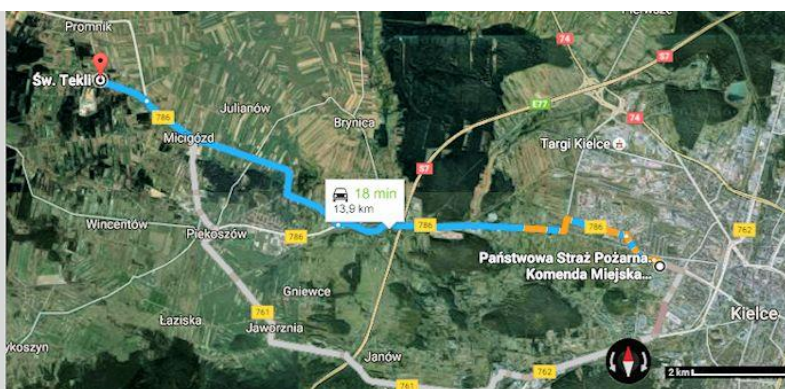 Promnik
74
S7
Św. Tekli
E77
786
Julianów
Micigózd
Brynica
74
Targi Kielce
S7
18 min
13,9 km
Wincentów
Piekoszów
786
786
786
762
Państwowa Straż Pożarna...
Komenda Miejska...
Gniewce
Kielce
761
Łaziska
Jaworznia
ykoszyn
Janów
762
2 km
761